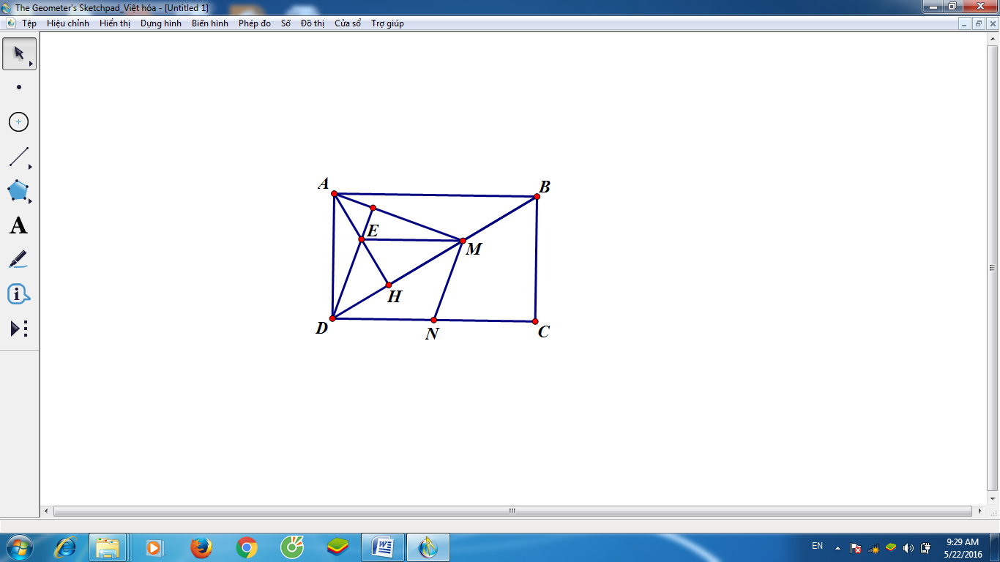 The Geometer's Sketchpad_Việt hóa - [Untitled 1]
Tệp Hiệu chỉnh Hiển thị Dựng hình Biến hình Phép đo Số Đồ thị Cửa sổ Trợ giúp
A
B
E
M
H
D
N
C
A
EN
9:29 AM
5/22/2016